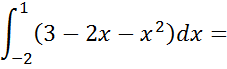 ∫_{-2}^{1} (3 − 2x − x²)dx =